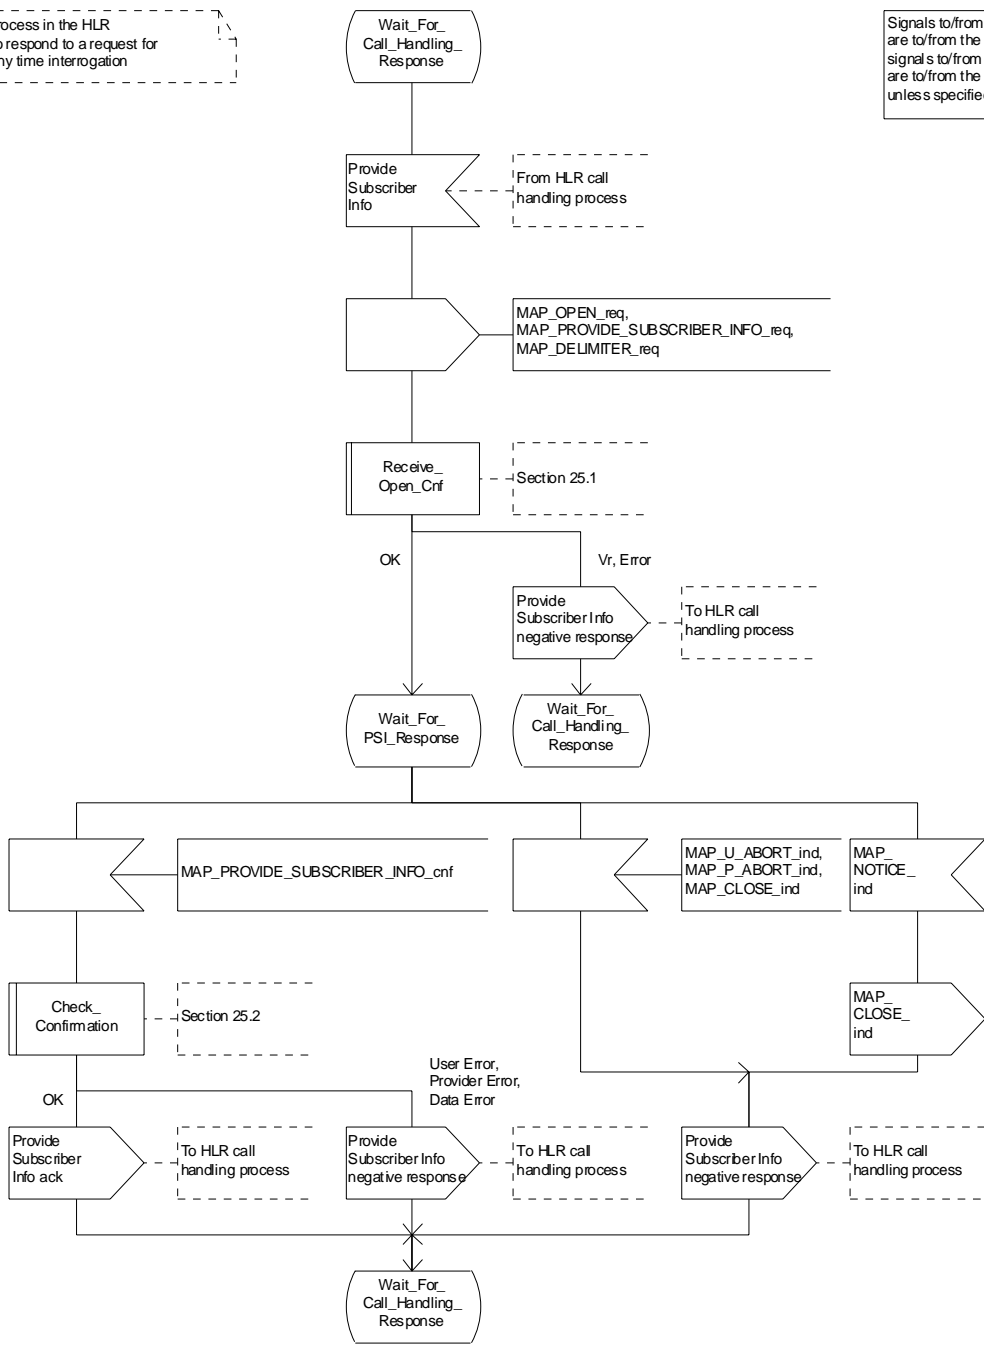 rocess in the HLR
o respond to a request for
ny time interrogation
Wait_For_
Call_Handling_
Response
Signals to/from
are to/from the
signals to/from
are to/from the
unless specifie
Provide
Subscriber
Info
From HLR call
handling process
MAP_OPEN_req,
MAP_PROVIDE_SUBSCRIBER_INFO_req,
MAP_DELIMITER_req
Receive_
Open_Cnf
Section 25.1
OK
Vr, Error
Provide
Subscriber Info
negative response
To HLR call
handling process
Wait_For_
PSI_Response
Wait_For_
Call_Handling_
Response
MAP_PROVIDE_SUBSCRIBER_INFO_cnf
MAP_U_ABORT_ind,
MAP_P_ABORT_ind,
MAP_CLOSE_ind
MAP_
NOTICE_
ind
Check_
Confirmation
Section 25.2
MAP_
CLOSE_
ind
OK
User Error,
Provider Error,
Data Error
Provide
Subscriber
Info ack
To HLR call
handling process
Provide
Subscriber Info
negative response
To HLR call
handling process
Provide
Subscriber Info
negative response
To HLR call
handling process
Wait_For_
Call_Handling_
Response